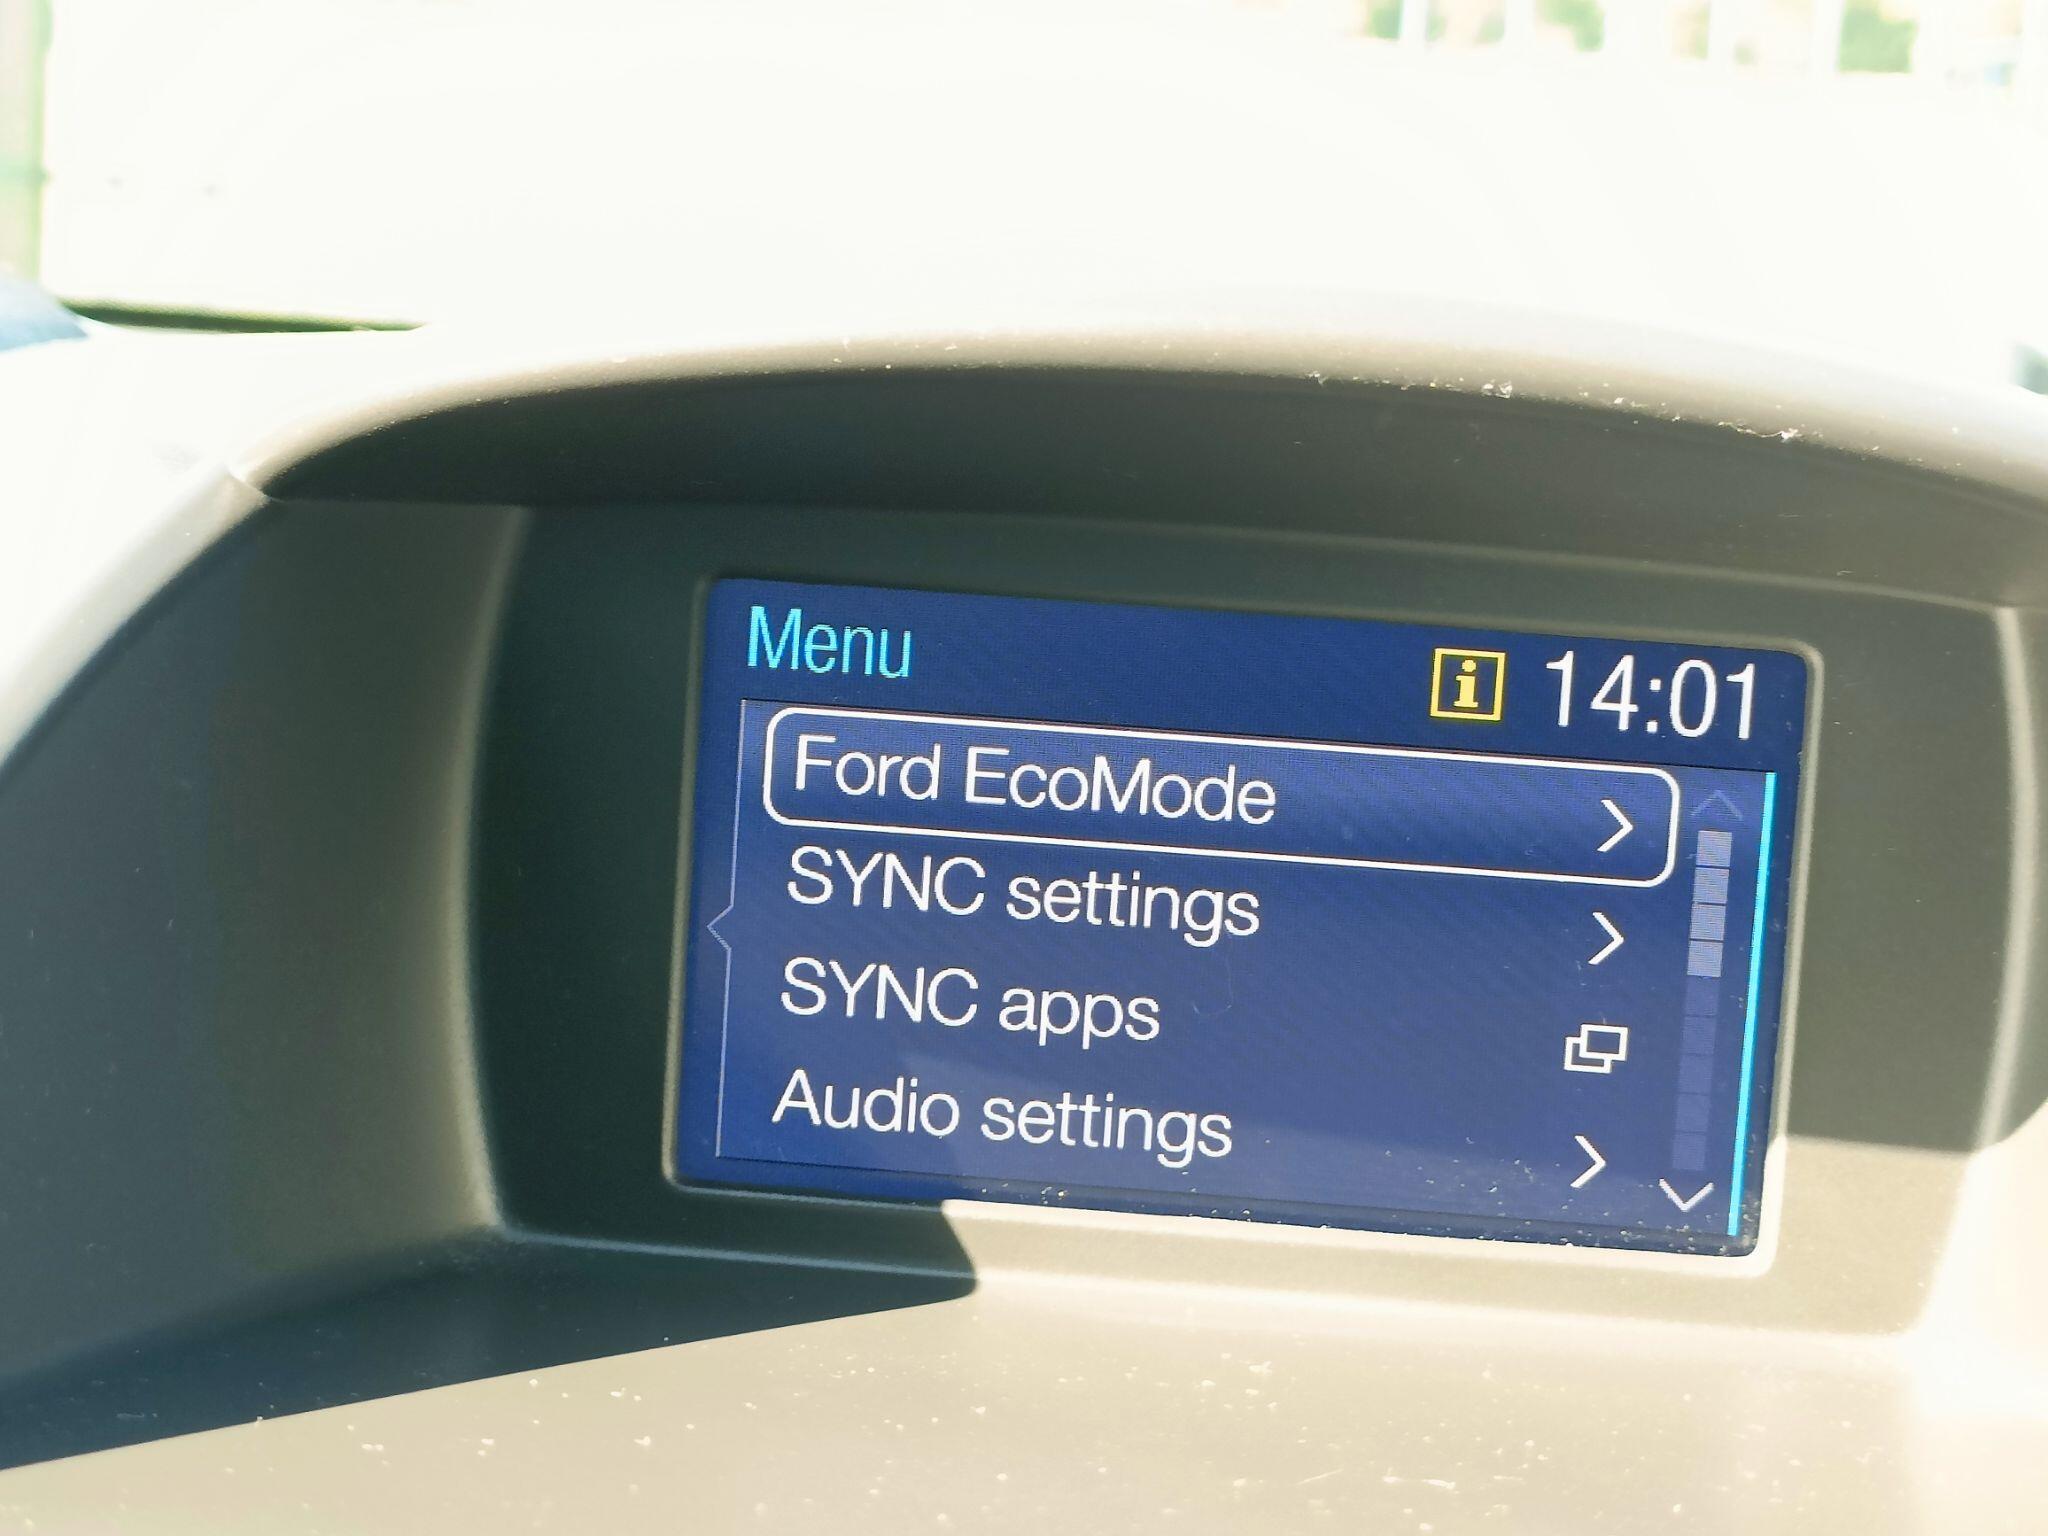 Menu
i 14:01
Ford EcoMode
SYNC settings
SYNC apps
Audio settings